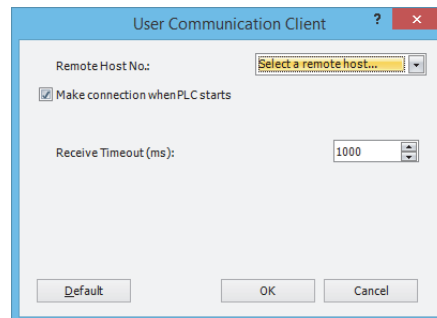 User Communication Client ? ×
Remote Host No.: Select a remote host...
Make connection when PLC starts
Receive Timeout (ms): 1000
Default OK Cancel